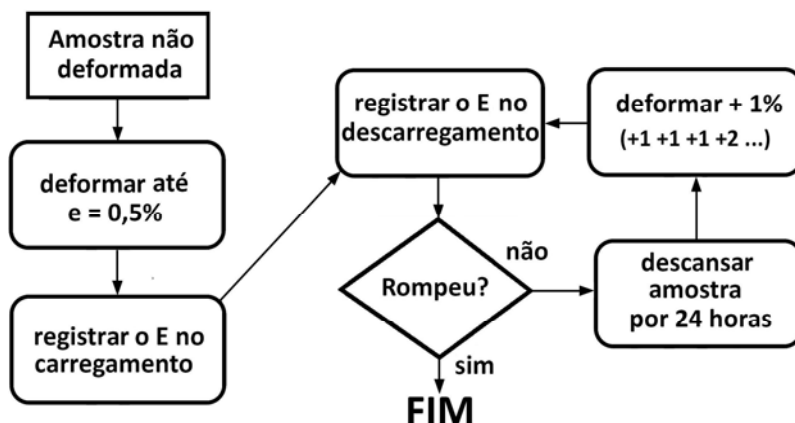 Amostra não
deformada
deformar até
e = 0,5%
registrar o E no
carregamento
registrar o E no
descarregamento
Rompeu?
não
sim
FIM
descansar
amostra
por 24 horas
deformar + 1%
(+1 +1 +1 +2 ...)